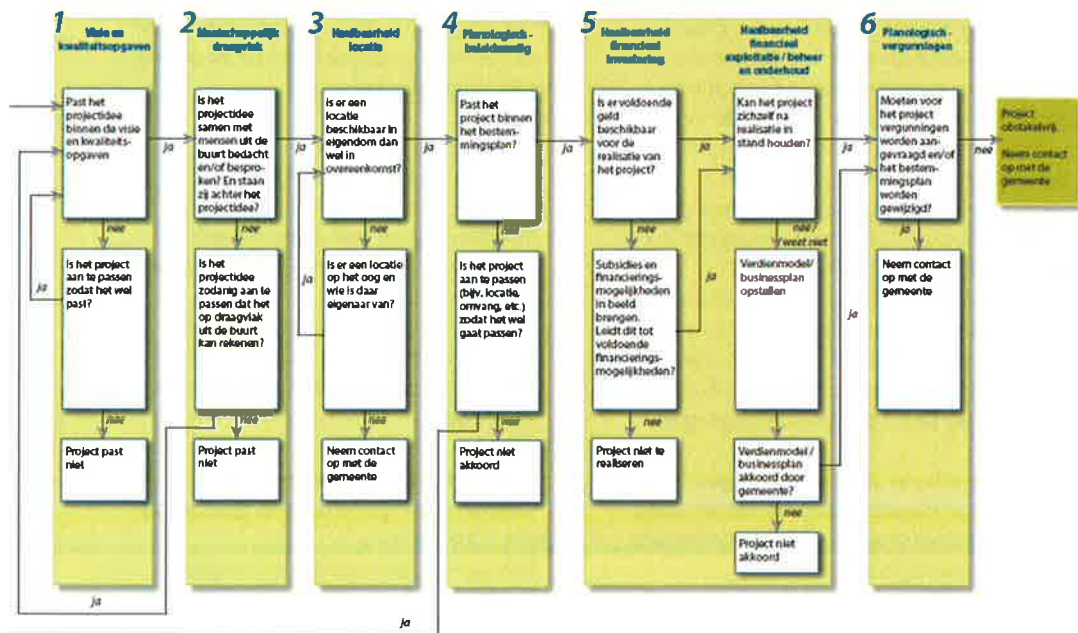 1
Visie en
kwaliteitsopgaven
Past het
projectidee
binnen de visie
en kwaliteits-
opgaven
ja
nee
Is het project
aan te passen
zodat het wel
past?
ja
nee
Project past
niet
2
Maatschappelijk
draagvlak
Is het
projectidee
samen met
mensen uit de
buurt bedacht
en/of bespro-
ken? En staan
zij achter het
projectidee?
ja
nee
Is het
projectidee
zodanig aan te
passen dat het
op draagvlak
uit de buurt
kan rekenen?
nee
Project past
niet
ja
3
Haalbaarheid
locatie
Is er een
locatie
beschikbaar in
eigendom dan
wel in
overeenkomst?
ja
nee
Is er een locatie
op het oog en
wie is daar
eigenaar van?
ja
nee
Neem contact
op met de
gemeente
4
Planologisch-
beleidsmatig
Past het
project binnen
het bestem-
mingsplan?
ja
nee
Is het project
aan te passen
(bijv. locatie,
omvang, etc.)
zodat het wel
gaat passen?
nee
Project niet
akkoord
ja
5
Haalbaarheid
financieel
investering
Is er voldoende
geld
beschikbaar
voor de
realisatie van
het project?
ja
nee
Subsidies en
financierings-
mogelijkheden
in beeld
brengen.
Leidt dit tot
voldoende
financierings-
mogelijkheden?
ja
nee
Project niet te
realiseren
Haalbaarheid
financieel
exploitatie / beheer
en onderhoud
Kan het project
zichzelf na
realisatie in
stand houden?
ja
nee /
weet niet
Verdienmodel/
businessplan
opstellen
Verdienmodel /
businessplan
akkoord door
gemeente?
ja
nee
Project niet
akkoord
6
Planologisch-
vergunningen
Moeten voor
het project
vergunningen
worden aan-
gevraagd en/of
het bestem-
mingsplan
worden
gewijzigd?
nee
ja
Neem contact
op met de
gemeente
Project
obstakelvrij.
Neem contact
op met de
gemeente